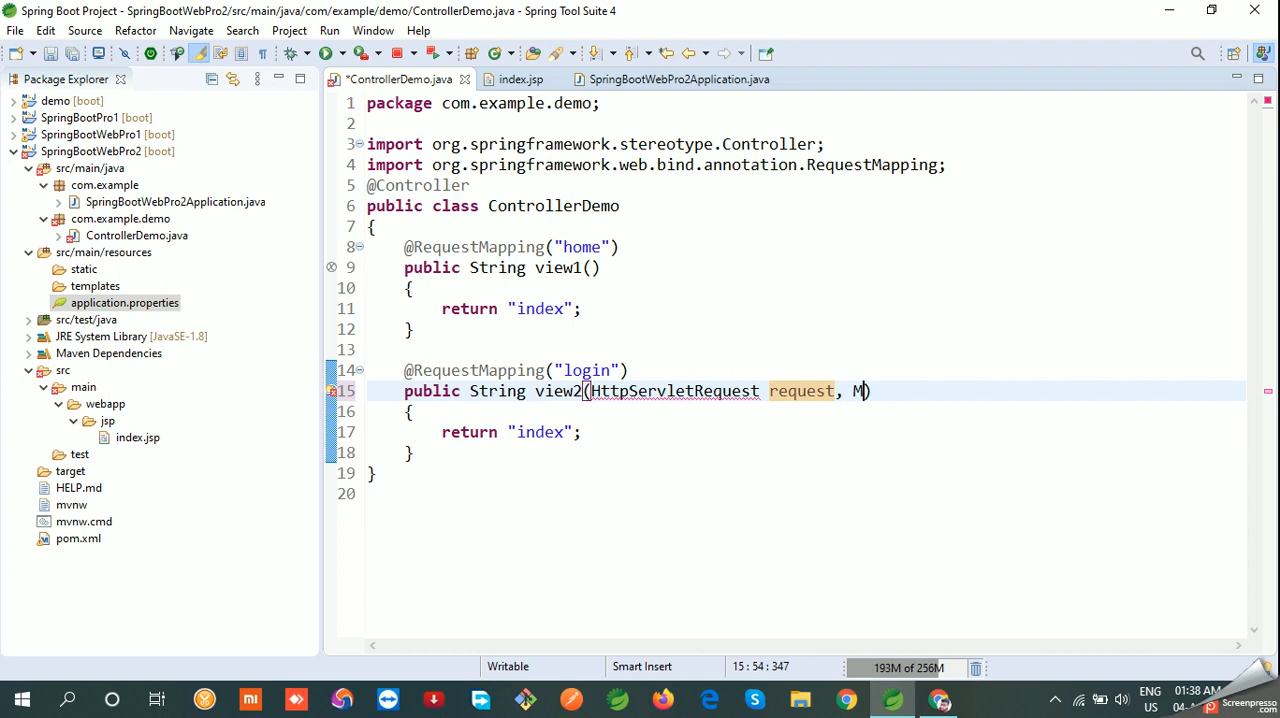 Spring Boot Project - SpringBootWebPro2/src/main/java/com/example/demo/ControllerDemo.java - Spring Tool Suite 4
File Edit Source Refactor Navigate Search Project Run Window Help
Package Explorer
*ControllerDemo.java index.jsp SpringBootWebPro2Application.java
demo [boot]
SpringBootPro1 [boot]
SpringBootWebPro1 [boot]
SpringBootWebPro2 [boot]
src/main/java
com.example
SpringBootWebPro2Application.java
com.example.demo
ControllerDemo.java
src/main/resources
static
templates
application.properties
src/test/java
JRE System Library [JavaSE-1.8]
Maven Dependencies
src
main
webapp
jsp
index.jsp
test
target
HELP.md
mvnw
mvnw.cmd
pom.xml
1 package com.example.demo;
2
3 import org.springframework.stereotype.Controller;
4 import org.springframework.web.bind.annotation.RequestMapping;
5 @Controller
6 public class ControllerDemo
7 {
8 @RequestMapping("home")
9 public String view1()
10 {
11 return "index";
12 }
13
14 @RequestMapping("login")
15 public String view2(HttpServletRequest request, M)
16 {
17 return "index";
18 }
19 }
20
Writable Smart Insert 15 : 54 : 347 193M of 256M
mi
ENG 01:38 AM
US 04-
Screenpresso
.com